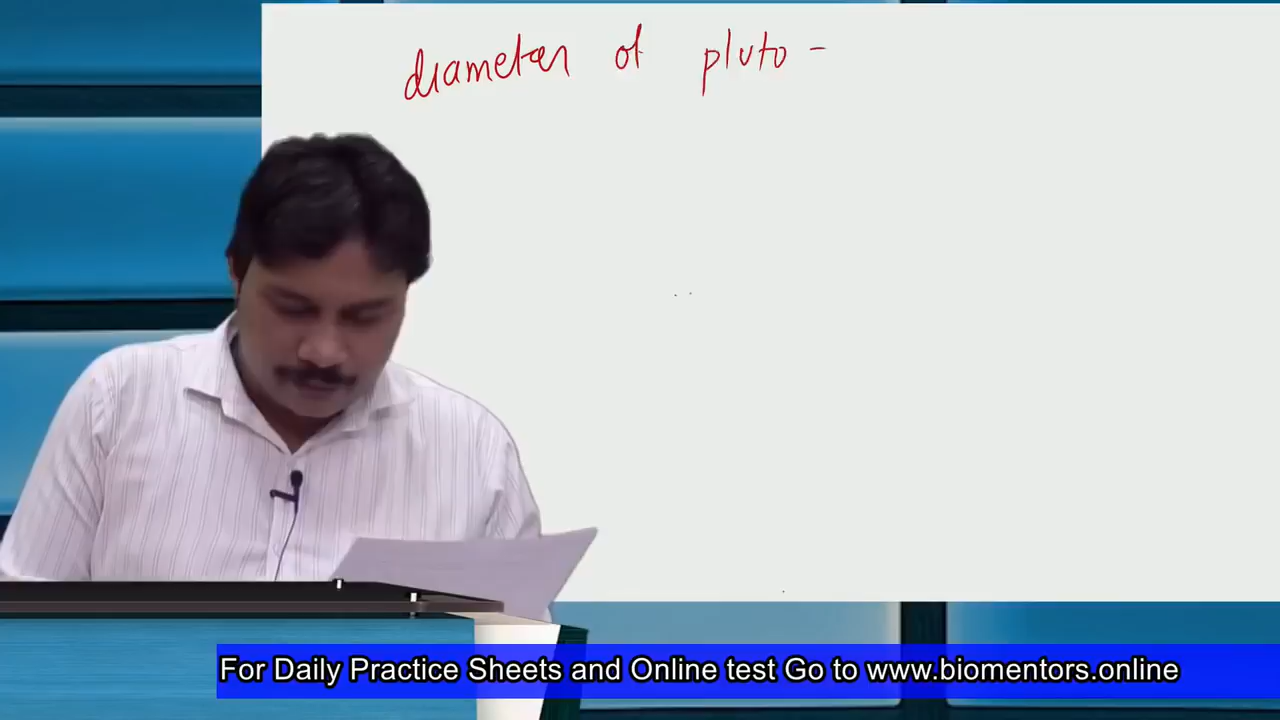 diameter of pluto -
For Daily Practice Sheets and Online test Go to www.biomentors.online